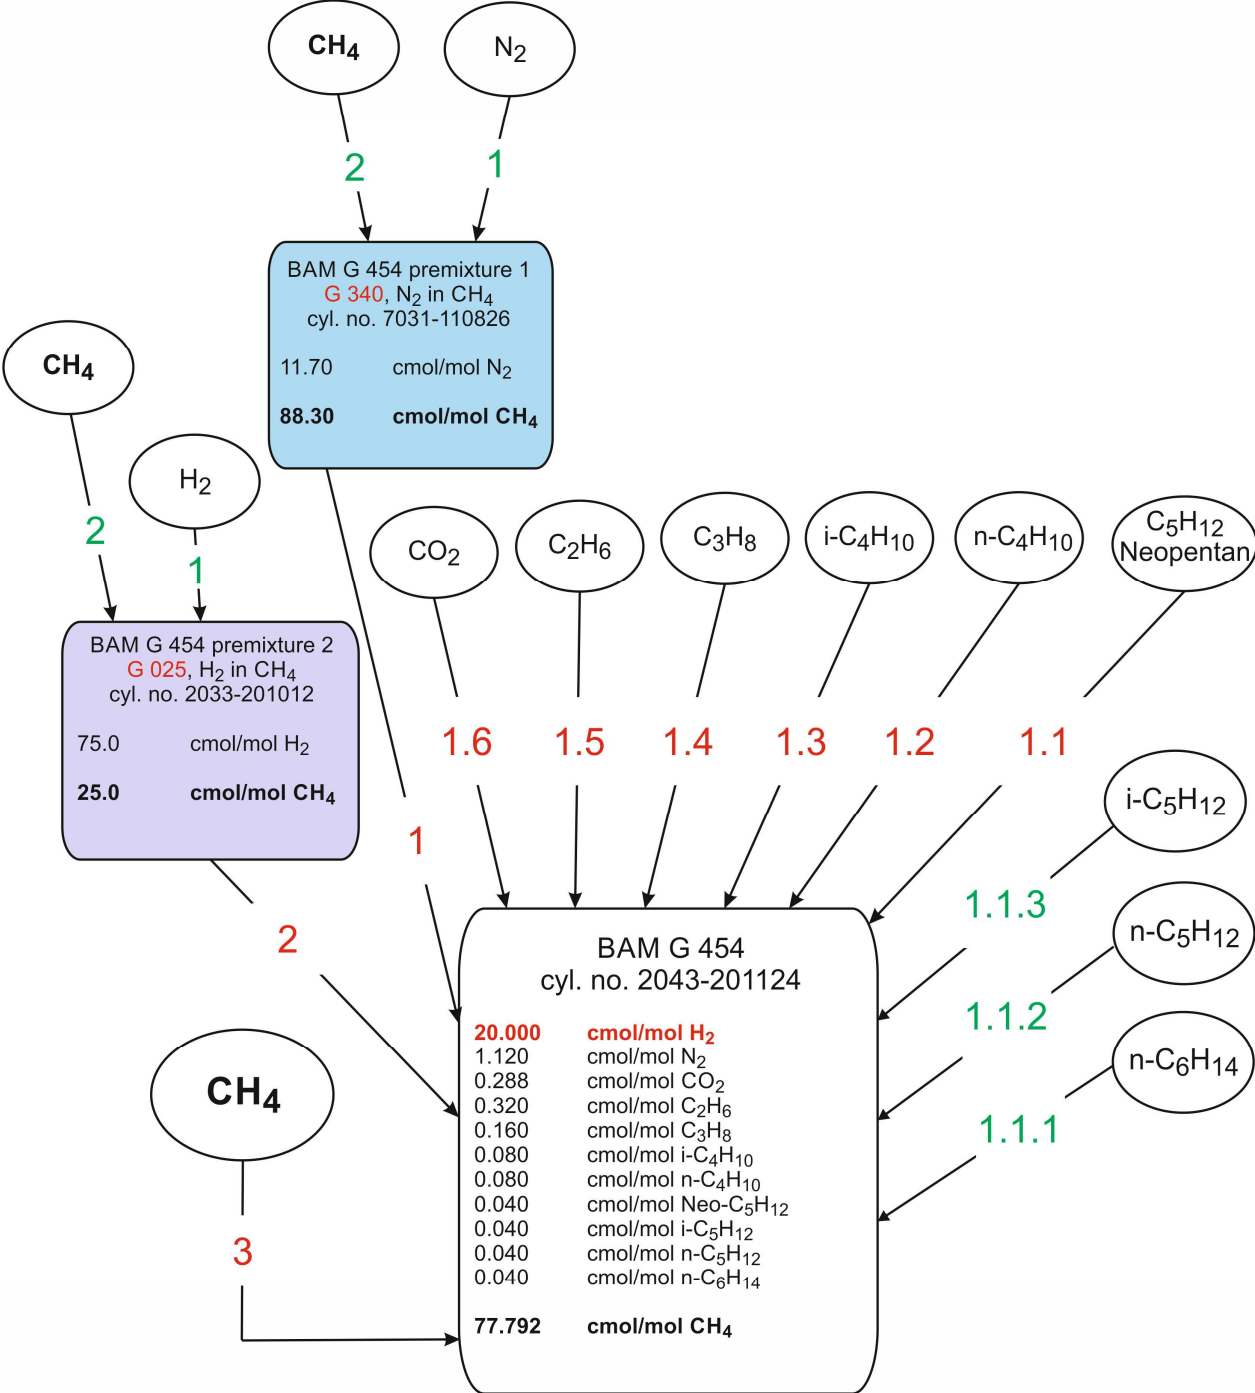 CH4
N2
2
1
BAM G 454 premixture 1
G 340, N2 in CH4
cyl. no. 7031-110826
11.70 cmol/mol N2
88.30 cmol/mol CH4
CH4
H2
2
1
BAM G 454 premixture 2
G 025, H2 in CH4
cyl. no. 2033-201012
75.0 cmol/mol H2
25.0 cmol/mol CH4
CO2
C2H6
C3H8
i-C4H10
n-C4H10
C5H12
Neopentan
1.6
1.5
1.4
1.3
1.2
1.1
1
2
i-C5H12
1.1.3
n-C5H12
1.1.2
n-C6H14
1.1.1
CH4
3
BAM G 454
cyl. no. 2043-201124
20.000 cmol/mol H2
1.120 cmol/mol N2
0.288 cmol/mol CO2
0.320 cmol/mol C2H6
0.160 cmol/mol C3H8
0.080 cmol/mol i-C4H10
0.080 cmol/mol n-C4H10
0.040 cmol/mol Neo-C5H12
0.040 cmol/mol i-C5H12
0.040 cmol/mol n-C5H12
0.040 cmol/mol n-C6H14
77.792 cmol/mol CH4